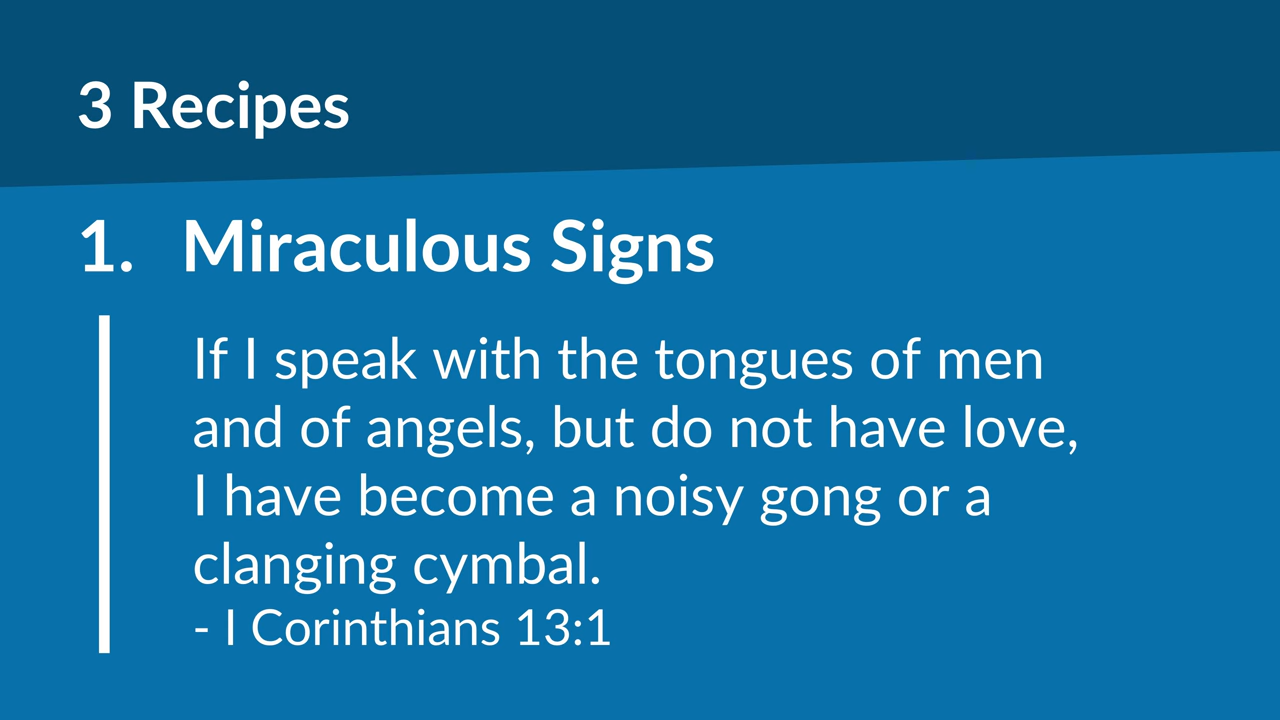 3 Recipes
1. Miraculous Signs
If I speak with the tongues of men
and of angels, but do not have love,
I have become a noisy gong or a
clanging cymbal.
- I Corinthians 13:1